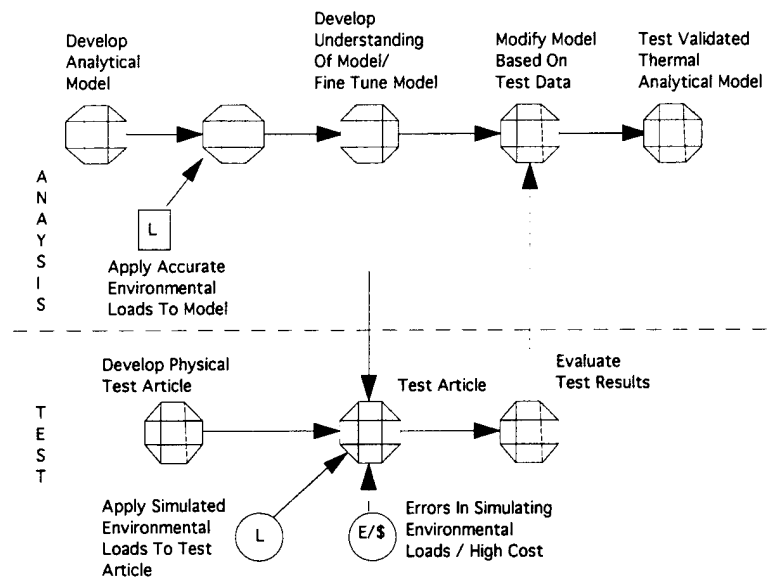 Develop
Analytical
Model
Develop
Understanding
Of Model/
Fine Tune Model
Modify Model
Based On
Test Data
Test Validated
Thermal
Analytical Model
A
N
A
Y
S
I
S
L
Apply Accurate
Environmental
Loads To Model
Develop Physical
Test Article
Test Article
Evaluate
Test Results
T
E
S
T
Apply Simulated
Environmental
Loads To Test
Article
L
E/$
Errors In Simulating
Environmental
Loads / High Cost